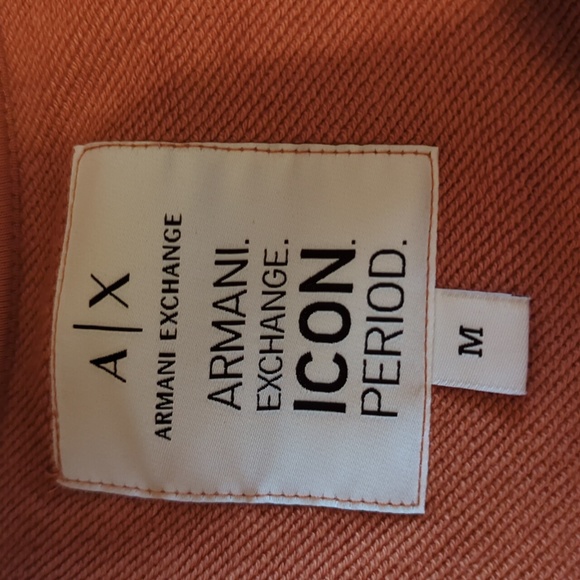 A|X
ARMANI EXCHANGE
ARMANI.
EXCHANGE.
ICON.
PERIOD.
M